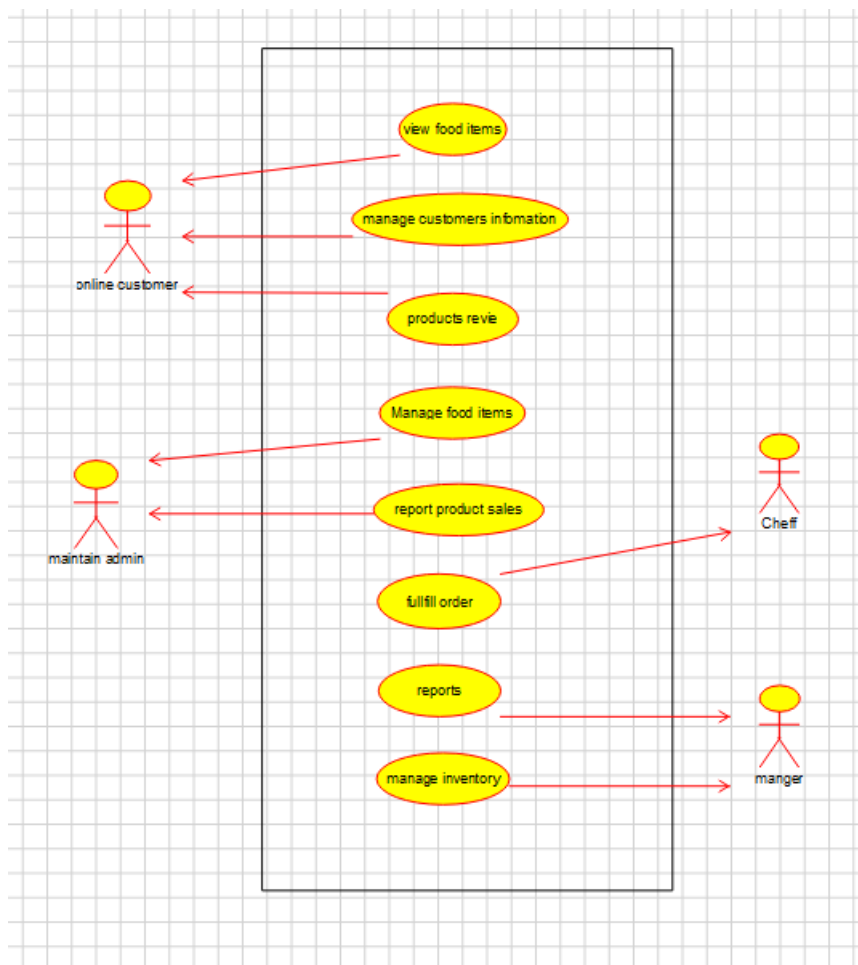 view food items
manage customers infomation
online customer
products revie
Manage food items
report product sales
Cheff
maintain admin
fullfill order
reports
manage inventory
manger